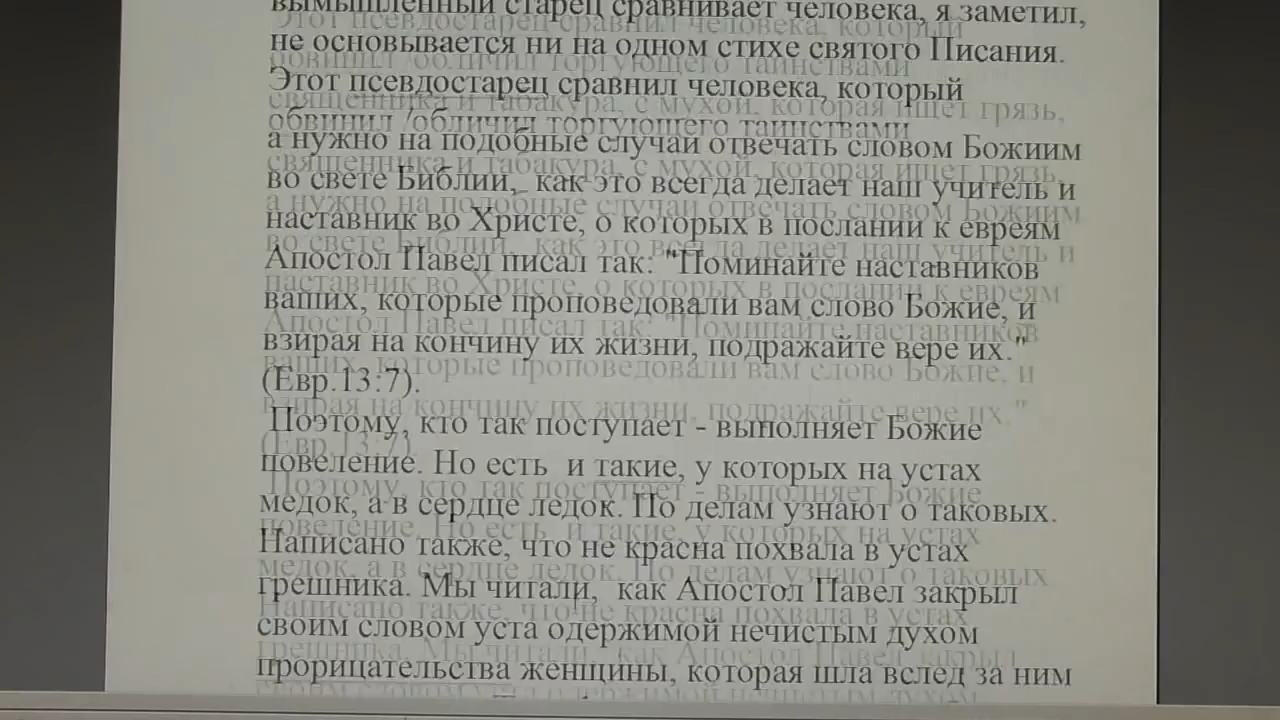 вымышленный старец сравнивает человека, я заметил,
не основывается ни на одном стихе святого Писания.
Этот псевдостарец сравнил человека, который
обвинил /обличил торгующего таинствами
священника и табакура, с мухой, которая ищет грязь,
а нужно на подобные случаи отвечать словом Божиим
во свете Библии,  как это всегда делает наш учитель и
наставник во Христе, о которых в послании к евреям
Апостол Павел писал так: "Поминайте наставников
ваших, которые проповедовали вам слово Божие, и
взирая на кончину их жизни, подражайте вере их."
(Евр.13:7).
Поэтому, кто так поступает - выполняет Божие
повеление. Но есть  и такие, у которых на устах
медок, а в сердце ледок. По делам узнают о таковых.
Написано также, что не красна похвала в устах
грешника. Мы читали,  как Апостол Павел закрыл
своим словом уста одержимой нечистым духом
прорицательства женщины, которая шла вслед за ним